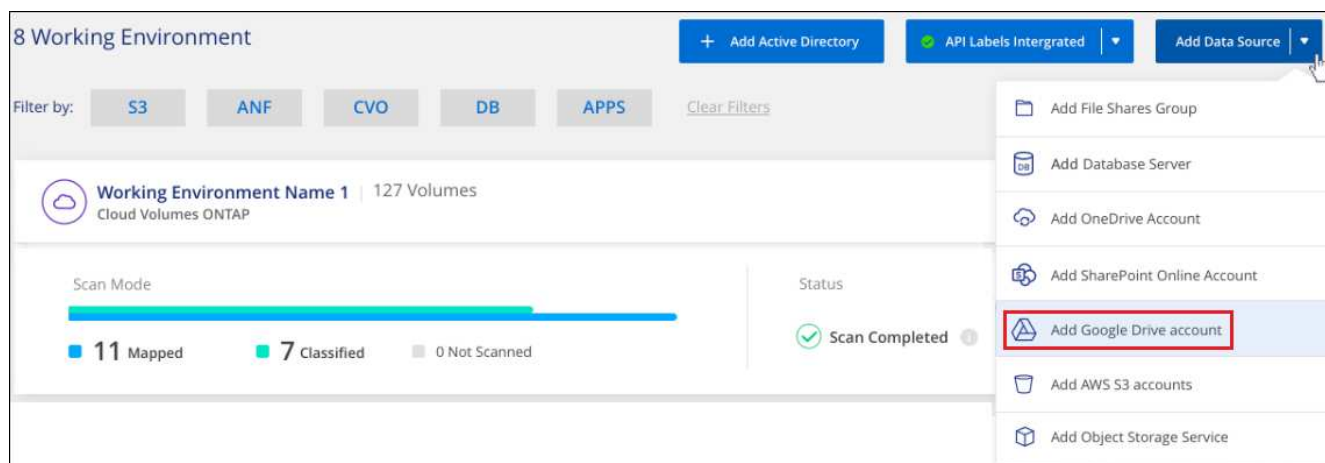 8 Working Environment
+ Add Active Directory
API Labels Intergrated
Add Data Source
Filter by:
S3
ANF
CVO
DB
APPS
Clear Filters
Working Environment Name 1 | 127 Volumes
Cloud Volumes ONTAP
Scan Mode
11 Mapped
7 Classified
0 Not Scanned
Status
Scan Completed
Add File Shares Group
DB
Add Database Server
Add OneDrive Account
S
Add SharePoint Online Account
Add Google Drive account
Add AWS S3 accounts
Add Object Storage Service